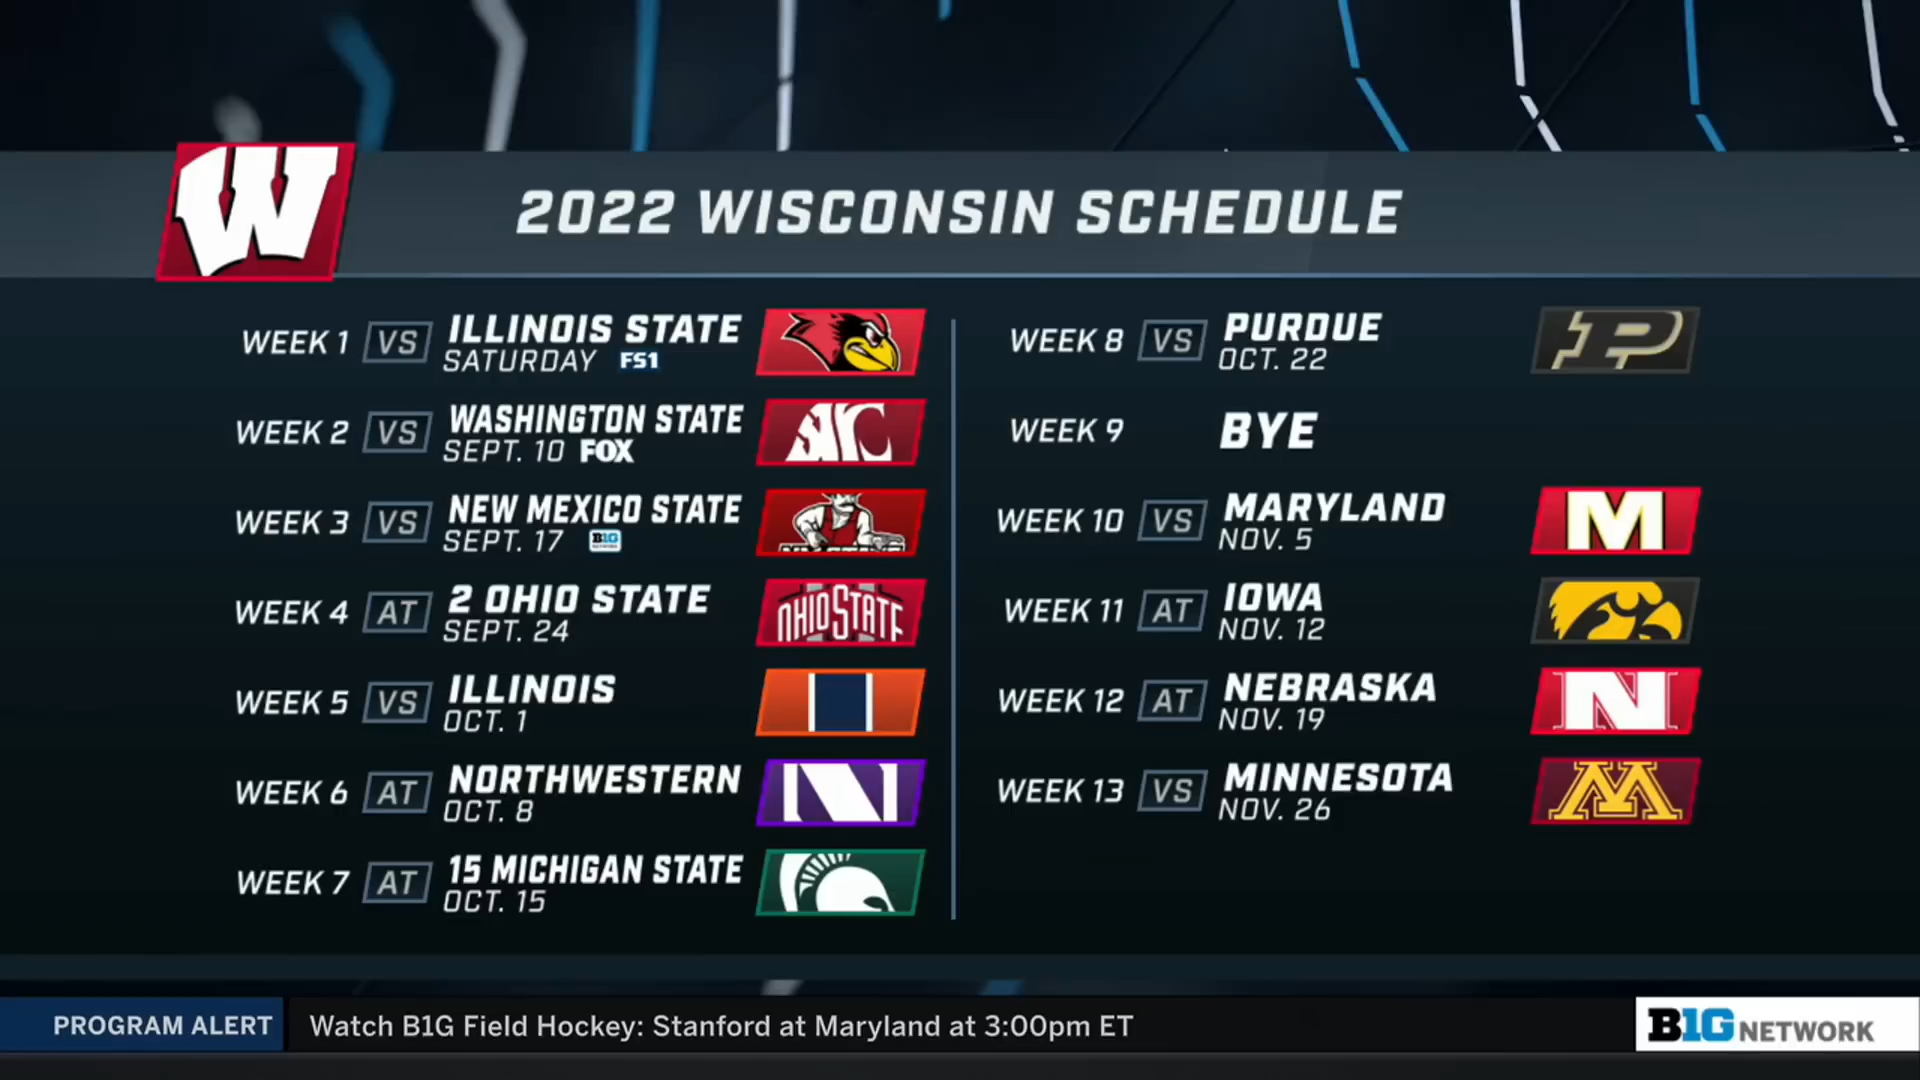 2022 WISCONSIN SCHEDULE
WEEK 1 VS ILLINOIS STATE
SATURDAY FS1
WEEK 2 VS WASHINGTON STATE
SEPT. 10 FOX
WEEK 3 VS NEW MEXICO STATE
SEPT. 17 B1G
WEEK 4 AT 2 OHIO STATE
SEPT. 24
OHIO STATE
WEEK 5 VS ILLINOIS
OCT. 1
WEEK 6 AT NORTHWESTERN
OCT. 8
WEEK 7 AT 15 MICHIGAN STATE
OCT. 15
WEEK 8 VS PURDUE
OCT. 22
WEEK 9 BYE
WEEK 10 VS MARYLAND
NOV. 5
WEEK 11 AT IOWA
NOV. 12
WEEK 12 AT NEBRASKA
NOV. 19
WEEK 13 VS MINNESOTA
NOV. 26
PROGRAM ALERT
Watch B1G Field Hockey: Stanford at Maryland at 3:00pm ET
B1G NETWORK